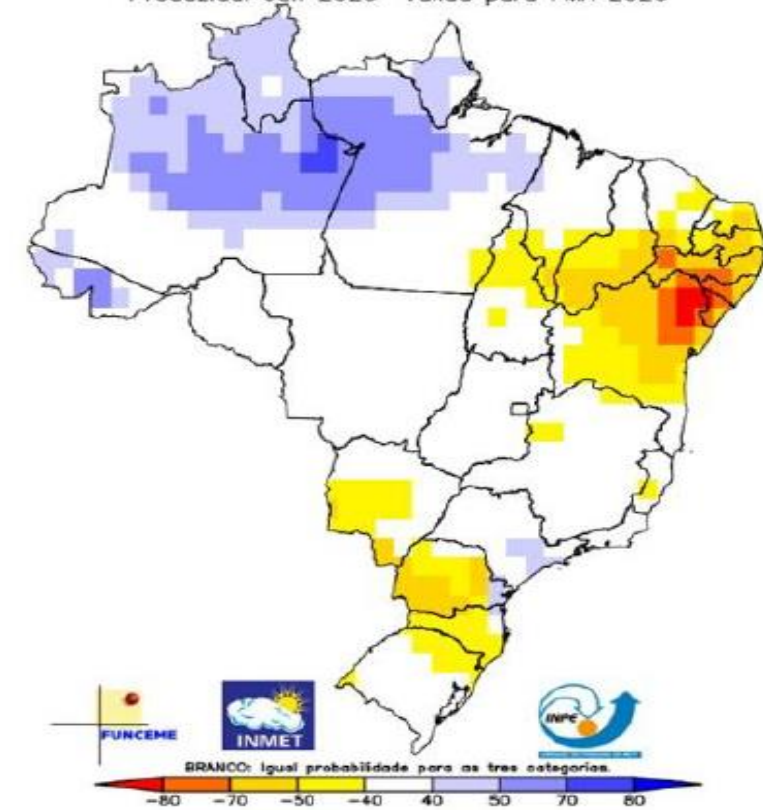 FUNCEME
INMET
INPE
BRANCO: Igual probabilidade para as tres categorias.
-80 -70 -50 -40 40 50 70 80